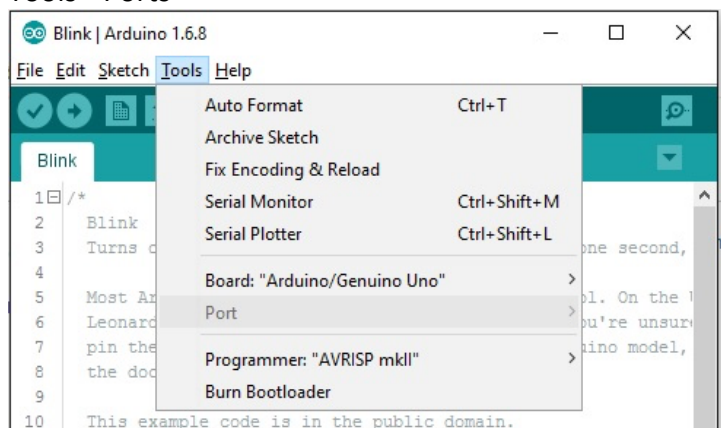 Tools - Ports
Blink | Arduino 1.6.8
File Edit Sketch Tools Help
Auto Format Ctrl+T
Archive Sketch
Blink
Fix Encoding & Reload
1 /*
Serial Monitor Ctrl+Shift+M
2 Blink
Serial Plotter Ctrl+Shift+L
3 Turns one second,
4
Board: "Arduino/Genuino Uno"
5 Most Ar ol. On the
Port
6 Leonard ou're unsur
7 pin the ino model,
Programmer: "AVRISP mkII"
8 the doc
Burn Bootloader
9
10 This example code is in the public domain.